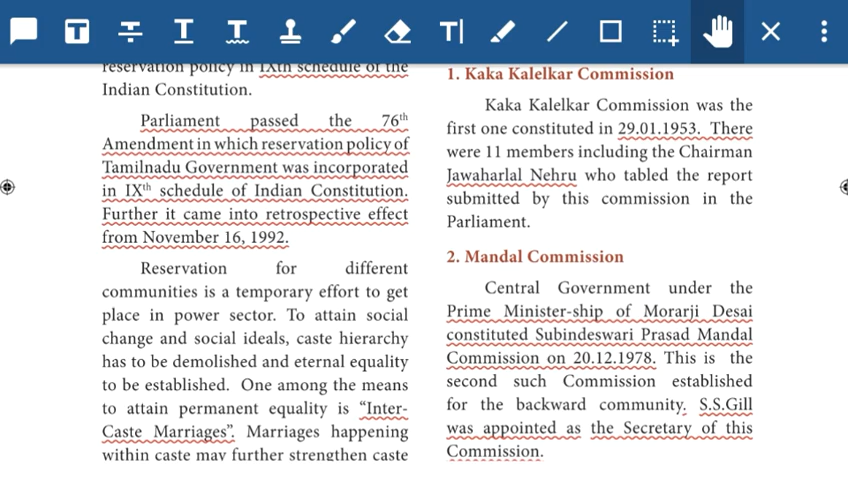 reservation policy in IXth schedule of the
Indian Constitution.
Parliament passed the 76th
Amendment in which reservation policy of
Tamilnadu Government was incorporated
in IXth schedule of Indian Constitution.
Further it came into retrospective effect
from November 16, 1992.
Reservation for different
communities is a temporary effort to get
place in power sector. To attain social
change and social ideals, caste hierarchy
has to be demolished and eternal equality
to be established. One among the means
to attain permanent equality is “Inter-
Caste Marriages”. Marriages happening
within caste may further strengthen caste
1. Kaka Kalelkar Commission
Kaka Kalelkar Commission was the
first one constituted in 29.01.1953. There
were 11 members including the Chairman
Jawaharlal Nehru who tabled the report
submitted by this commission in the
Parliament.
2. Mandal Commission
Central Government under the
Prime Minister-ship of Morarji Desai
constituted Subindeswari Prasad Mandal
Commission on 20.12.1978. This is the
second such Commission established
for the backward community. S.S.Gill
was appointed as the Secretary of this
Commission.